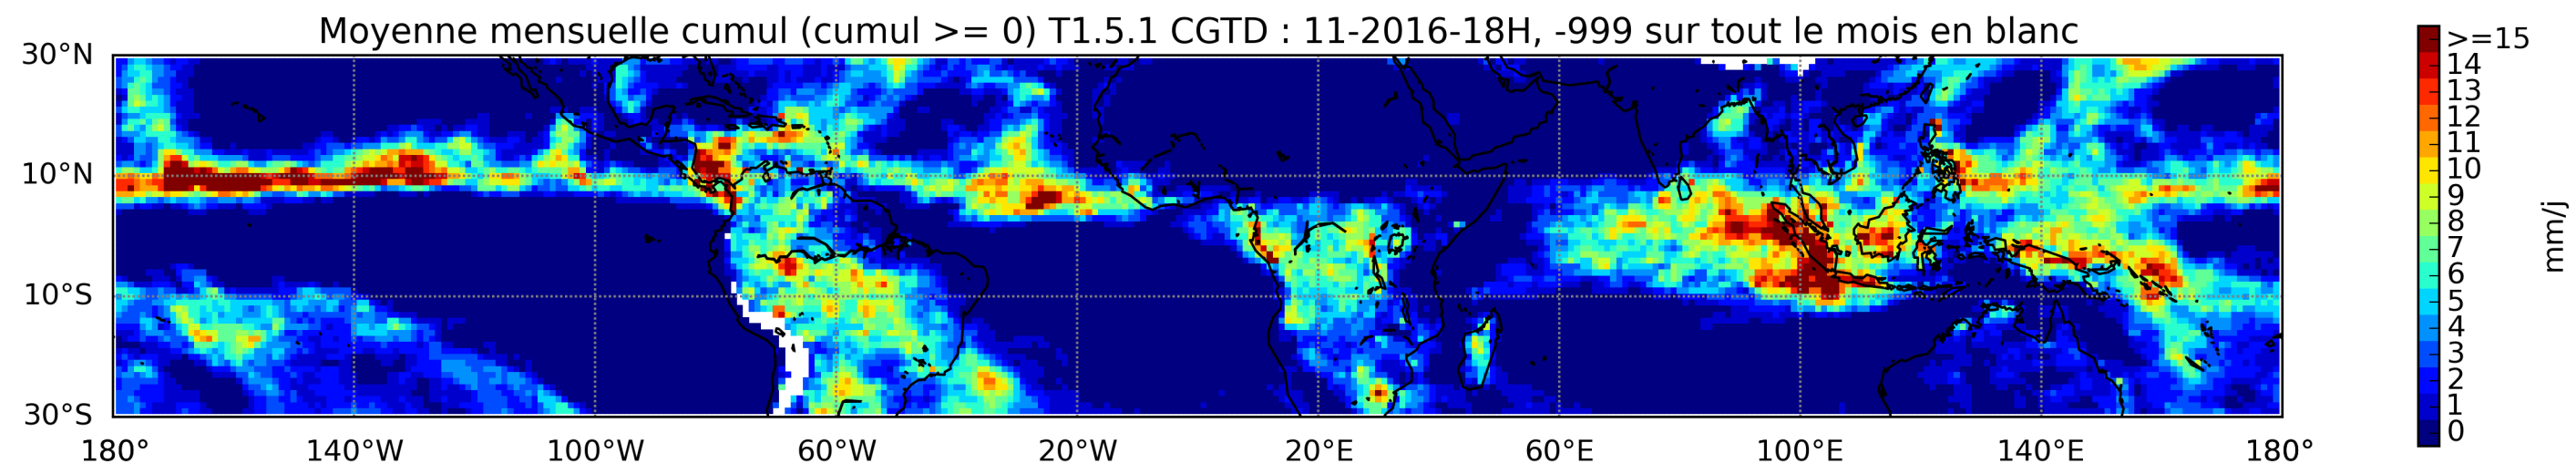 Moyenne mensuelle cumul (cumul >= 0) T1.5.1 CGTD : 11-2016-18H, -999 sur tout le mois en blanc
30°N
10°N
10°S
30°S
180° 140°W 100°W 60°W 20°W 20°E 60°E 100°E 140°E 180°
>=15
14
13
12
11
10
9
8
7
6
5
4
3
2
1
0
mm/j